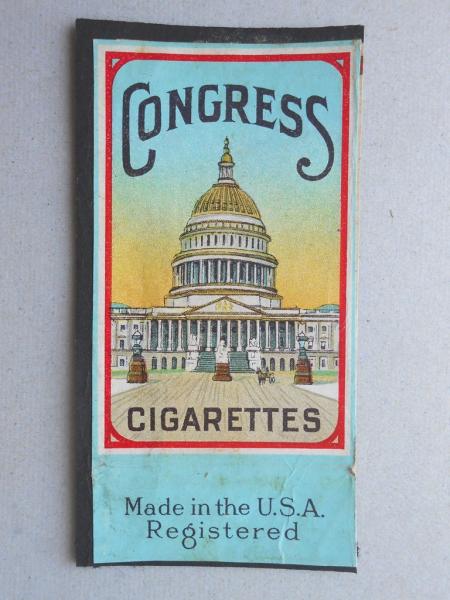 CONGRESS
CIGARETTES
Made in the U.S.A.
Registered